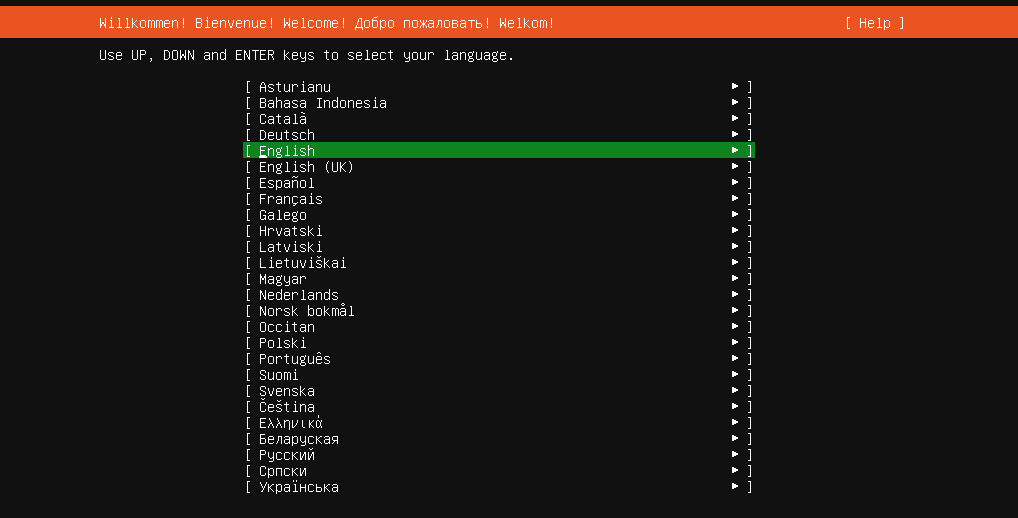 Willkommen! Bienvenue! Welcome! Добро пожаловать! Welkom! [ Help ]
Use UP, DOWN and ENTER keys to select your language.
[ Asturianu ► ]
[ Bahasa Indonesia ► ]
[ Català ► ]
[ Deutsch ► ]
[ English ► ]
[ English (UK) ► ]
[ Español ► ]
[ Français ► ]
[ Galego ► ]
[ Hrvatski ► ]
[ Latviski ► ]
[ Lietuviškai ► ]
[ Magyar ► ]
[ Nederlands ► ]
[ Norsk bokmål ► ]
[ Occitan ► ]
[ Polski ► ]
[ Português ► ]
[ Suomi ► ]
[ Svenska ► ]
[ Čeština ► ]
[ Ελληνικά ► ]
[ Беларуская ► ]
[ Русский ► ]
[ Српски ► ]
[ Українська ► ]